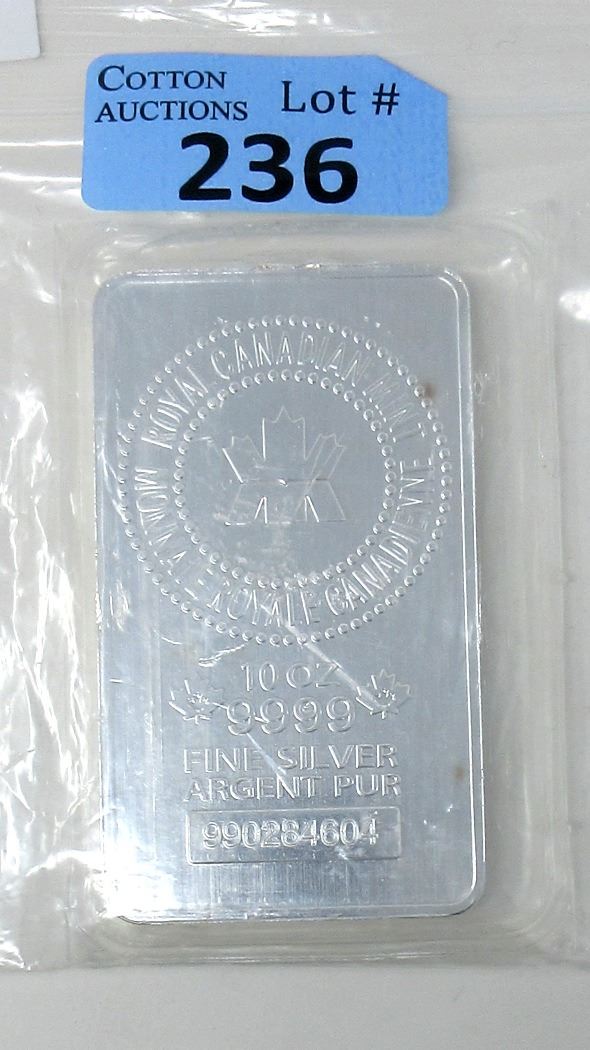 COTTON AUCTIONS Lot #
236
ROYAL CANADIAN MINT
MONNAIE ROYALE CANADIENNE
10 OZ
9999
FINE SILVER
ARGENT PUR
990284604